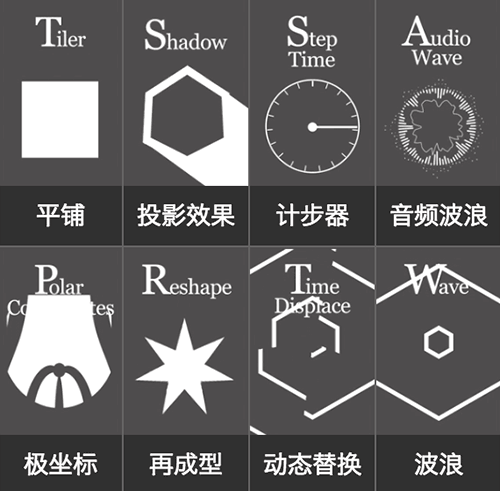 Tiler
Shadow
Step
Time
Audio
Wave
平铺
投影效果
计步器
音频波浪
Polar
Reshape
Time
Displace
Wave
极坐标
再成型
动态替换
波浪